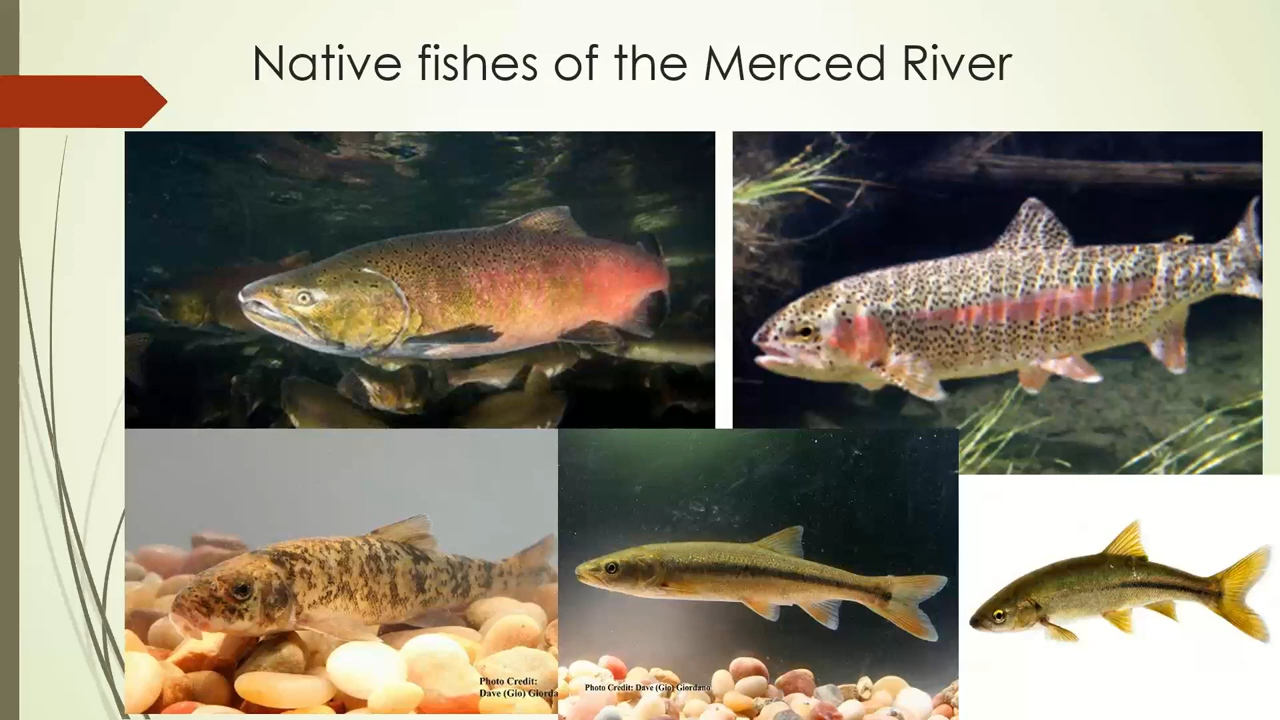 Native fishes of the Merced River
Photo Credit:
Dave (Gio) Giorda
Photo Credit: Dave (Gio) Giordano